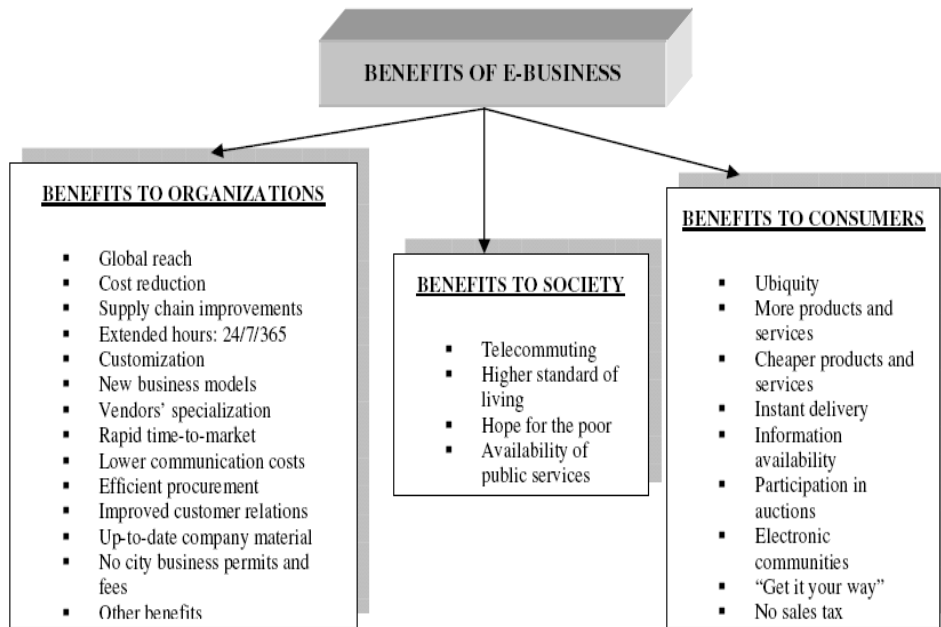 BENEFITS OF E-BUSINESS
BENEFITS TO ORGANIZATIONS
▪ Global reach
▪ Cost reduction
▪ Supply chain improvements
▪ Extended hours: 24/7/365
▪ Customization
▪ New business models
▪ Vendors’ specialization
▪ Rapid time-to-market
▪ Lower communication costs
▪ Efficient procurement
▪ Improved customer relations
▪ Up-to-date company material
▪ No city business permits and
fees
▪ Other benefits
BENEFITS TO SOCIETY
▪ Telecommuting
▪ Higher standard of
living
▪ Hope for the poor
▪ Availability of
public services
BENEFITS TO CONSUMERS
▪ Ubiquity
▪ More products and
services
▪ Cheaper products and
services
▪ Instant delivery
▪ Information
availability
▪ Participation in
auctions
▪ Electronic
communities
▪ “Get it your way”
▪ No sales tax